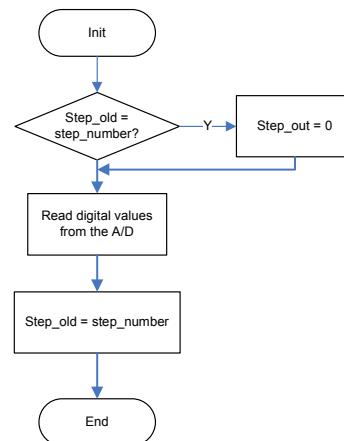 Init
Step_old =
step_number?
Y
Step_out = 0
Read digital values
from the A/D
Step_old = step_number
End